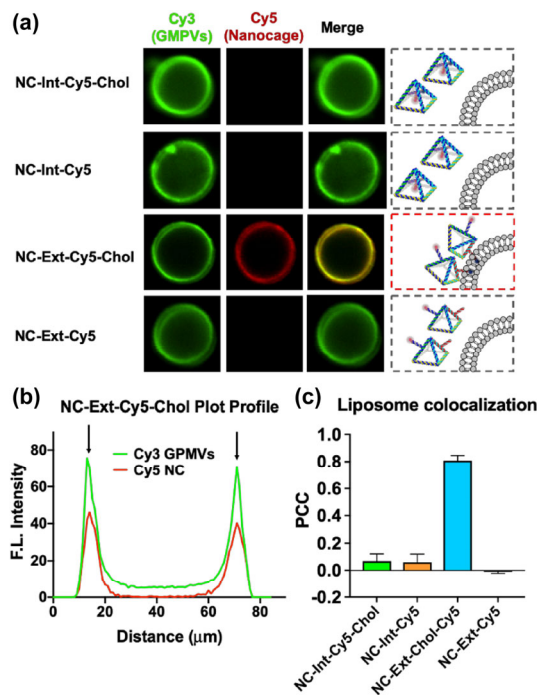 (a)
Cy3
(GMPVs)
Cy5
(Nanocage)
Merge
NC-Int-Cy5-Chol
NC-Int-Cy5
NC-Ext-Cy5-Chol
NC-Ext-Cy5
(b)
NC-Ext-Cy5-Chol Plot Profile
F.L. Intensity
80
60
40
20
0
Cy3 GPMVs
Cy5 NC
0 20 40 60 80
Distance (μm)
(c)
Liposome colocalization
PCC
1.0
0.8
0.6
0.4
0.2
0.0
-0.2
NC-Int-Cy5-Chol
NC-Int-Cy5
NC-Ext-Chol-Cy5
NC-Ext-Cy5